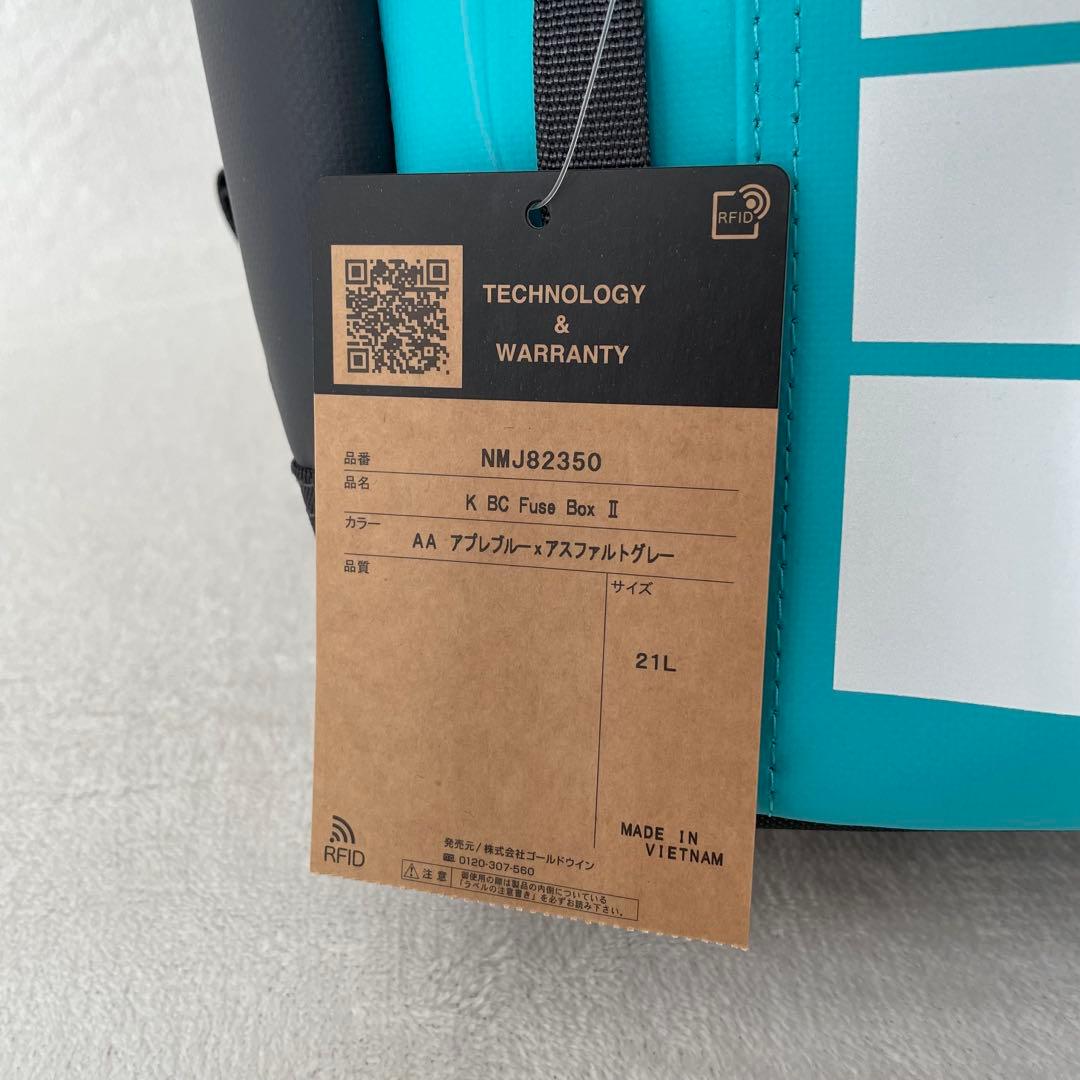 RFID
TECHNOLOGY
&
WARRANTY
品番 NMJ82350
品名 K BC Fuse Box Ⅱ
カラー AA アプレブルーxアスファルトグレー
品質
サイズ
21L
MADE IN
VIETNAM
RFID
発売元/株式会社ゴールドウイン
0120-307-560
注意 御使用の際は製品の内側についている
「ラベルの注意書き」を必ずお読み下さい。